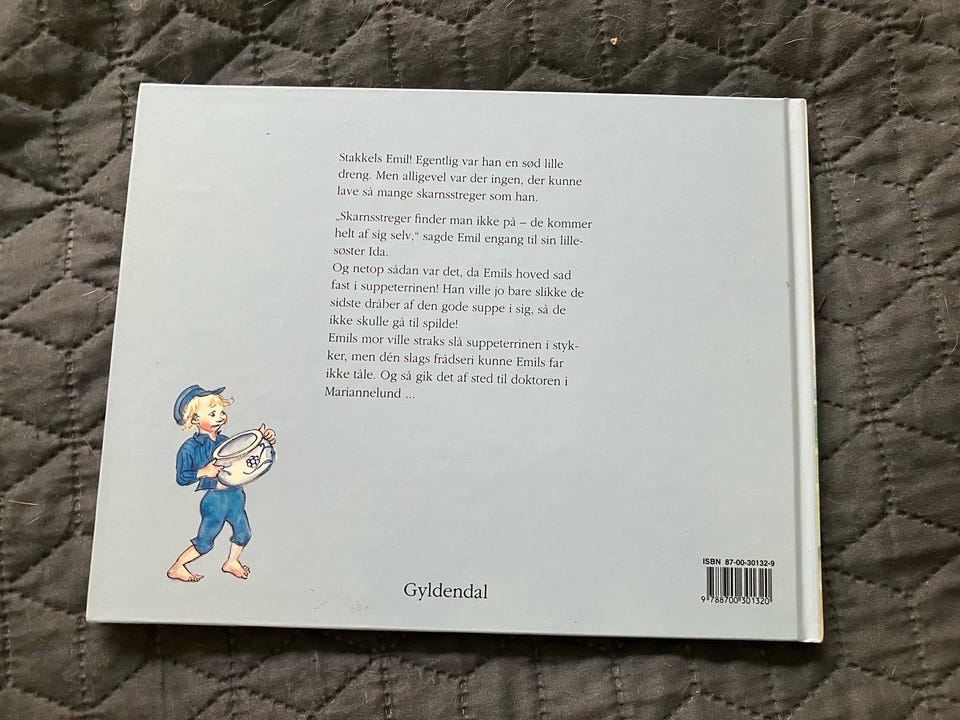 Stakkels Emil! Egentlig var han en sød lille
dreng. Men alligevel var der ingen, der kunne
lave så mange skarnsstreger som han.
„Skarnsstreger finder man ikke på – de kommer
helt af sig selv,“ sagde Emil engang til sin lille-
søster Ida.
Og netop sådan var det, da Emils hoved sad
fast i suppeterrinen! Han ville jo bare slikke de
sidste dråber af den gode suppe i sig, så de
ikke skulle gå til spilde!
Emils mor ville straks slå suppeterrinen i styk-
ker, men dén slags frådseri kunne Emils far
ikke tåle. Og så gik det af sted til doktoren i
Mariannelund ...
Gyldendal
ISBN 87-00-30132-9
9 788700 301320